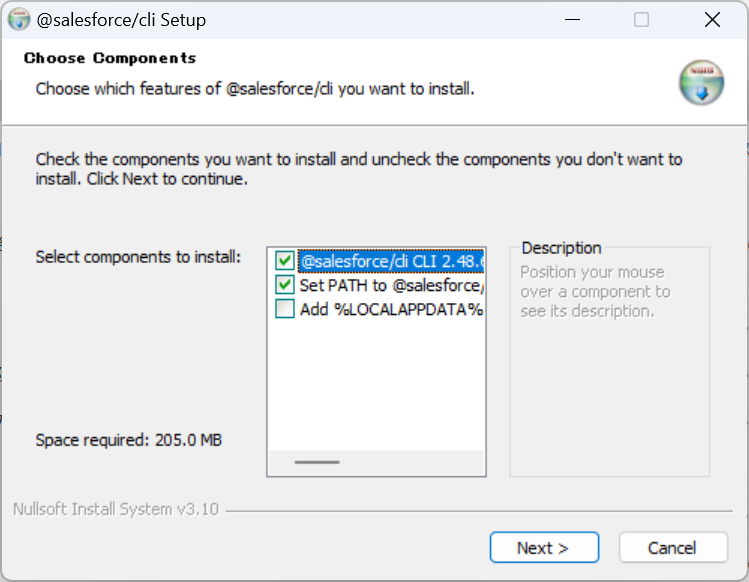 @salesforce/cli Setup
Choose Components
Choose which features of @salesforce/cli you want to install.
Check the components you want to install and uncheck the components you don't want to
install. Click Next to continue.
Select components to install:
@salesforce/cli CLI 2.48.6
Set PATH to @salesforce/
Add %LOCALAPPDATA%
Description
Position your mouse
over a component to
see its description.
Space required: 205.0 MB
Nullsoft Install System v3.10
Next >
Cancel